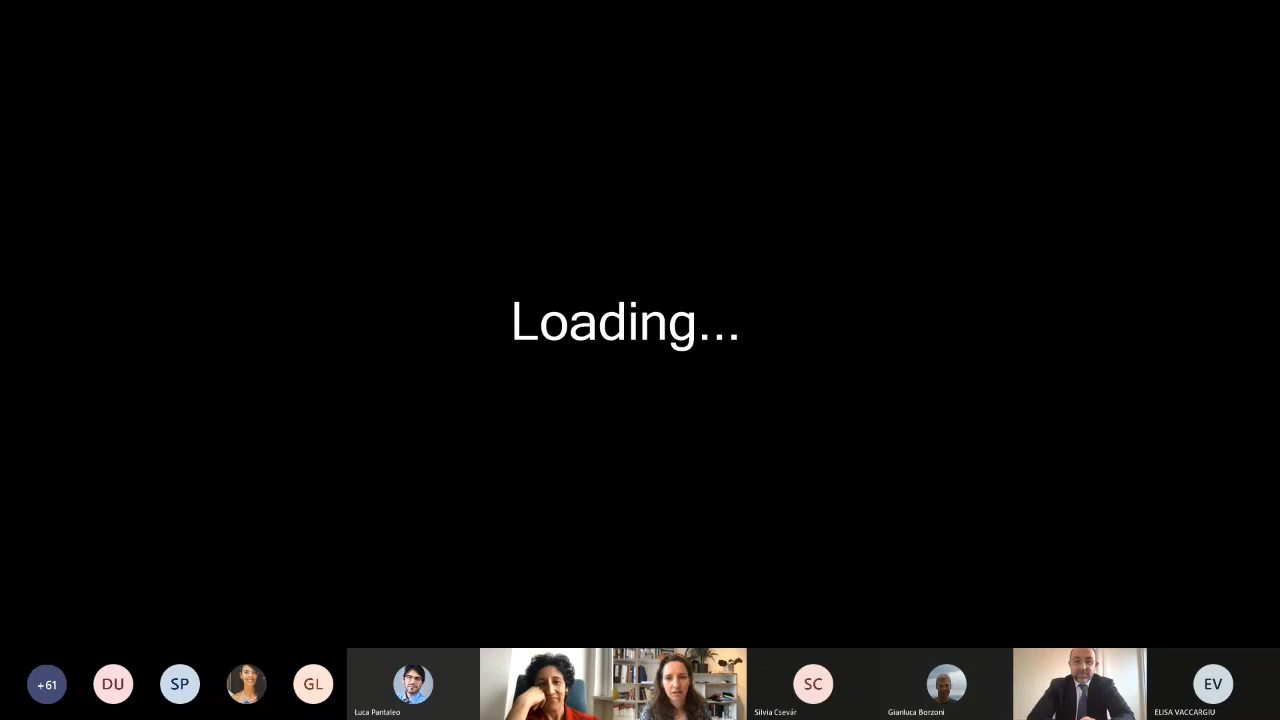 Loading...
+61
DU
SP
GL
Luca Pantaleo
SC
Silvia Csevár
Gianluca Borzoni
EV
ELISA VACCARGIU